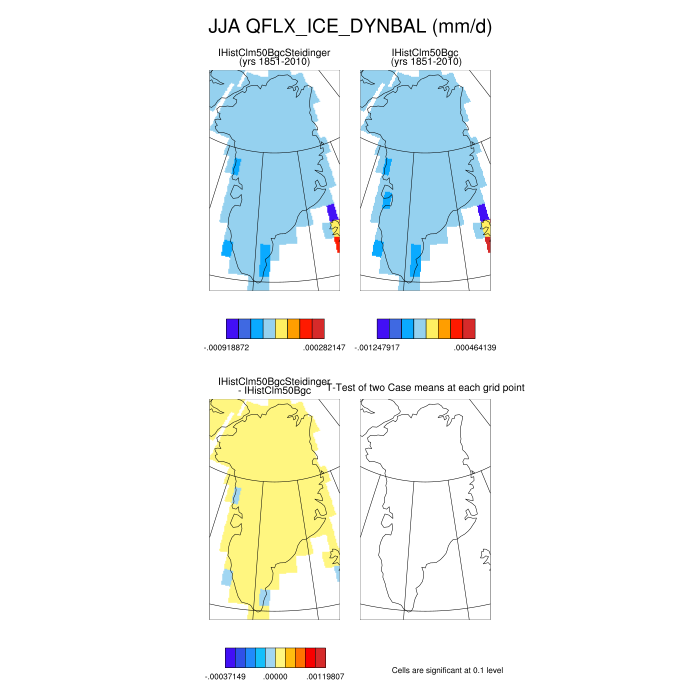 JJA QFLX_ICE_DYNBAL (mm/d)
IHistClm50BgcSteidinger
(yrs 1851-2010)
IHistClm50Bgc
(yrs 1851-2010)
-.000918872 .000282147
-.001247917 .000464139
IHistClm50BgcSteidinger
- IHistClm50Bgc
T-Test of two Case means at each grid point
-.00037149 .00000 .00119807
Cells are significant at 0.1 level